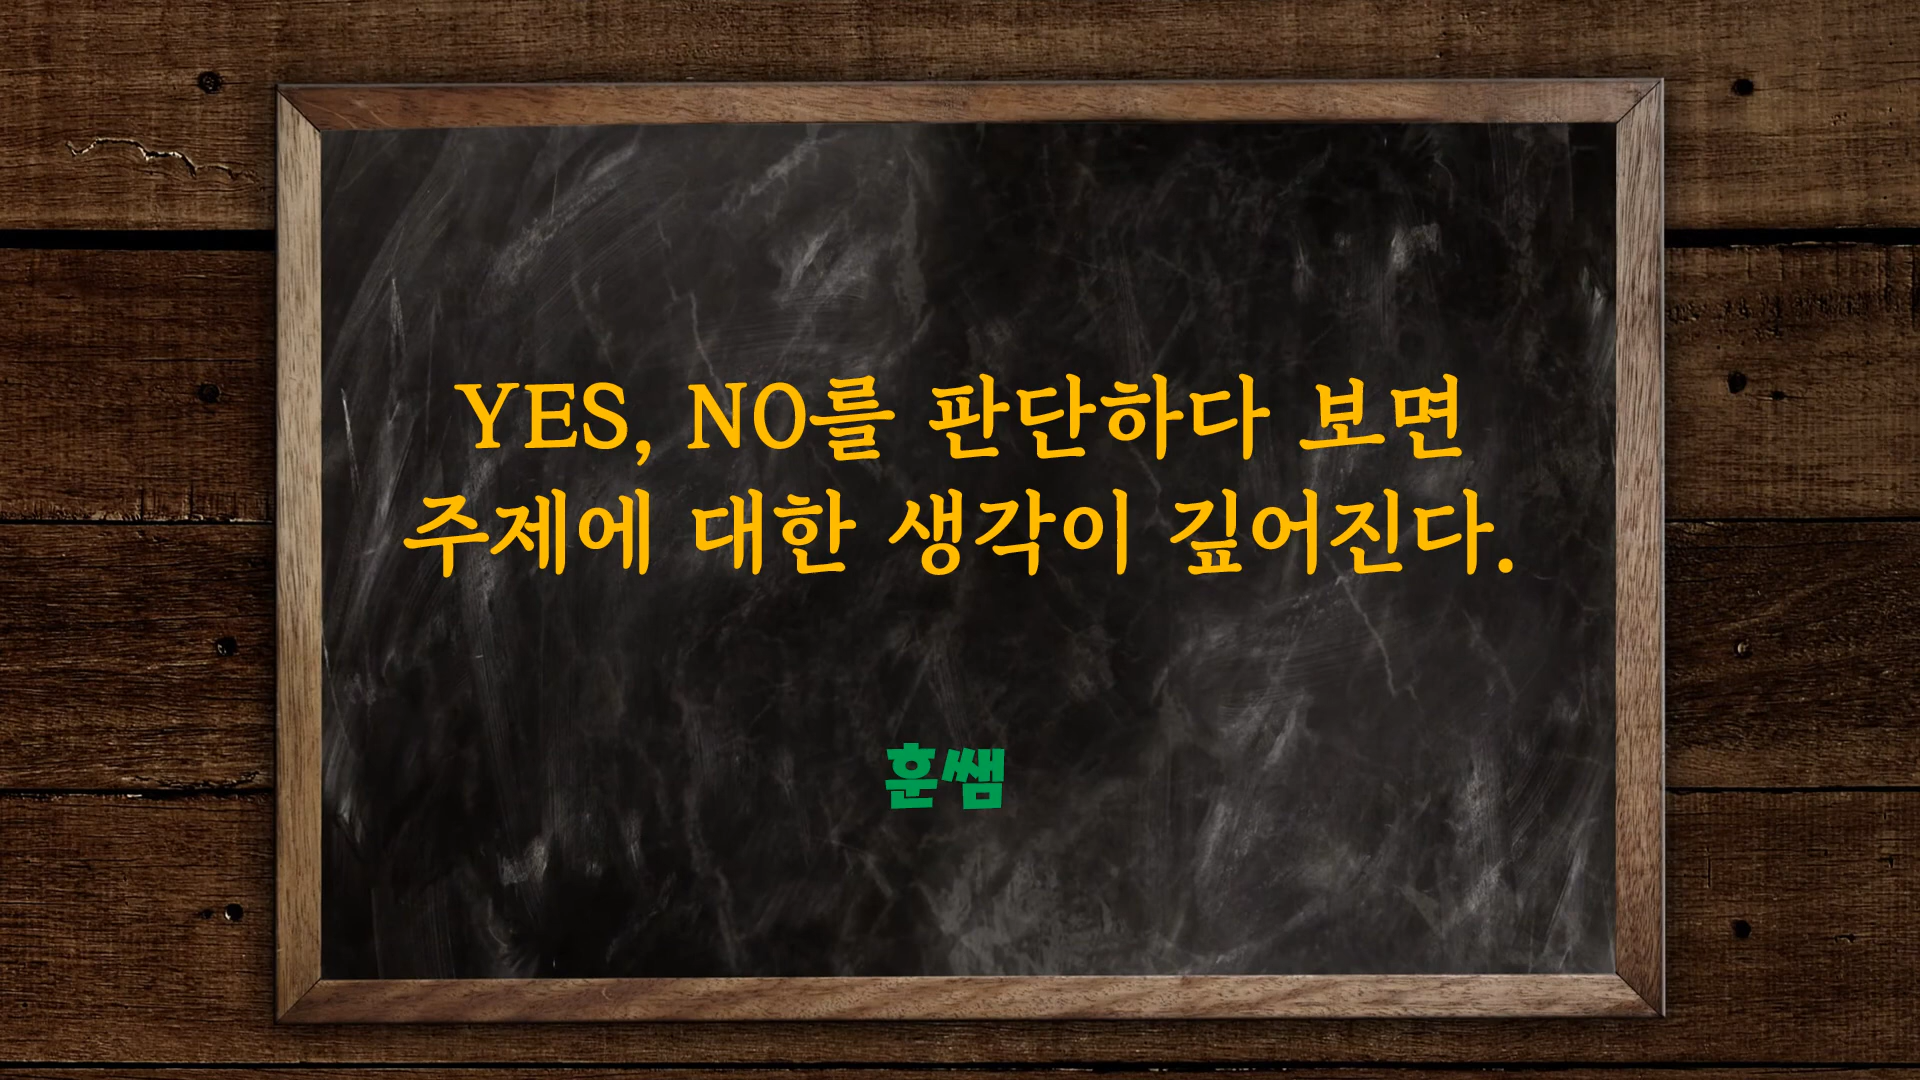 YES, NO를 판단하다 보면
주제에 대한 생각이 깊어진다.
훈쌤